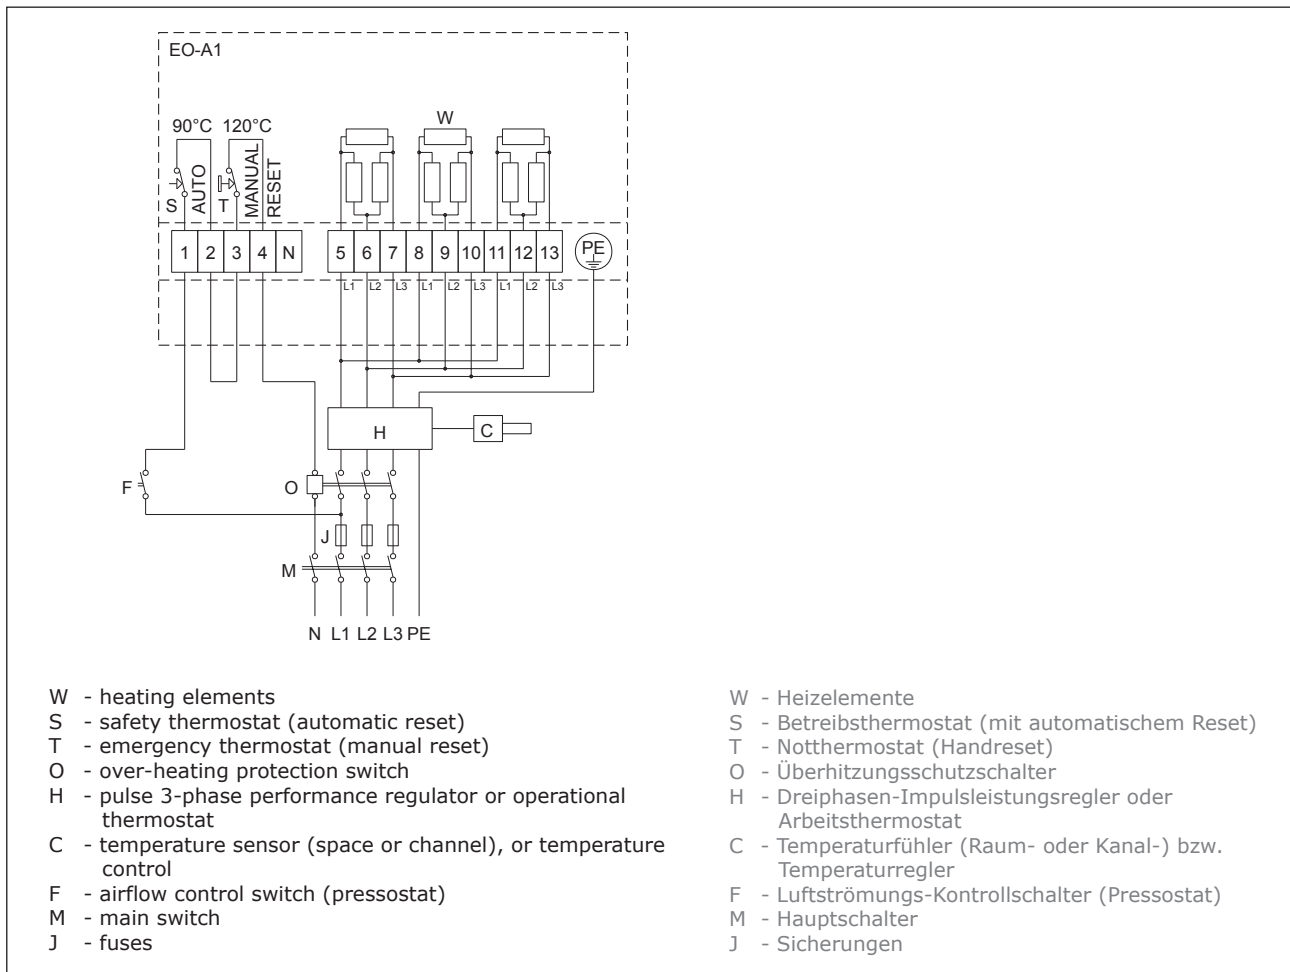 EO-A1
90°C 120°C
W
S AUTO T MANUAL RESET
1 2 3 4 N 5 6 7 8 9 10 11 12 13 PE
L1 L2 L3 L1 L2 L3 L1 L2 L3
H C
F O
J
M
N L1 L2 L3 PE
W - heating elements
S - safety thermostat (automatic reset)
T - emergency thermostat (manual reset)
O - over-heating protection switch
H - pulse 3-phase performance regulator or operational
thermostat
C - temperature sensor (space or channel), or temperature
control
F - airflow control switch (pressostat)
M - main switch
J - fuses
W - Heizelemente
S - Betreibsthermostat (mit automatischem Reset)
T - Notthermostat (Handreset)
O - Überhitzungsschutzschalter
H - Dreiphasen-Impulsleistungsregler oder
Arbeitsthermostat
C - Temperaturfühler (Raum- oder Kanal-) bzw.
Temperaturregler
F - Luftströmungs-Kontrollschalter (Pressostat)
M - Hauptschalter
J - Sicherungen